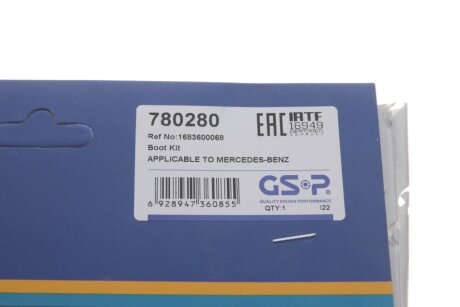 780280
Ref No:1683600068
Boot Kit
APPLICABLE TO MERCEDES-BENZ
EAC
IATF
16949
6 928947 360855
GSP
QUALITY DRIVEN PERFORMANCE
QTY:1 I22